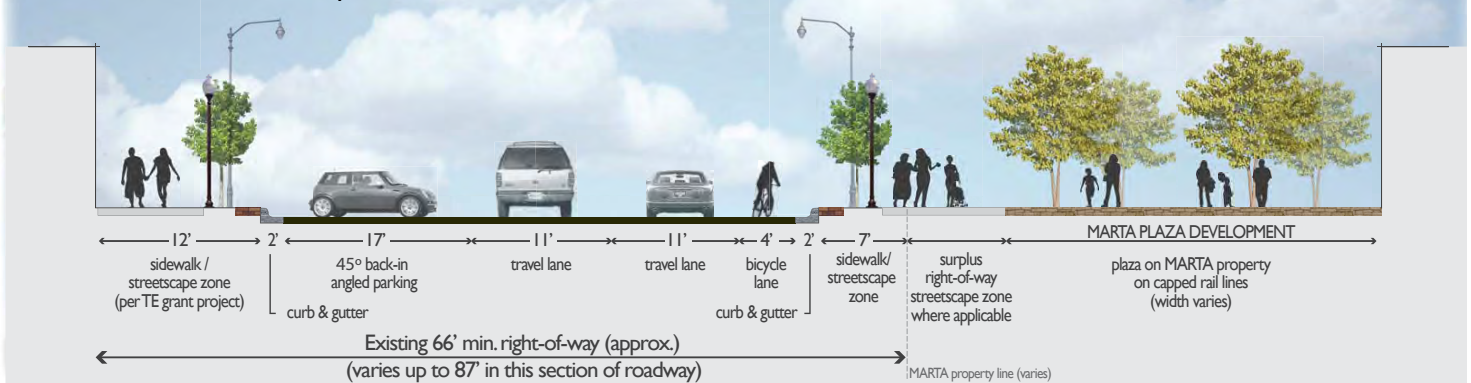 12’
2’
17’
11’
11’
4’
2’
7’
MARTA PLAZA DEVELOPMENT
sidewalk /
streetscape zone
(per TE grant project)
curb & gutter
45º back-in
angled parking
travel lane
travel lane
bicycle
lane
curb & gutter
sidewalk/
streetscape
zone
surplus
right-of-way
streetscape zone
where applicable
plaza on MARTA property
on capped rail lines
(width varies)
Existing 66’ min. right-of-way (approx.)
(varies up to 87’ in this section of roadway)
MARTA property line (varies)